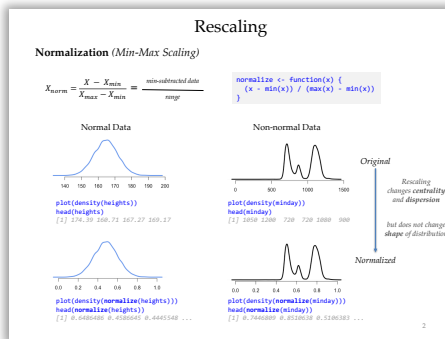 Rescaling
Normalization (Min-Max Scaling)
X_norm = (X − X_min) / (X_max − X_min) = min-subtracted data / range
normalize <- function(x) {
(x - min(x)) / (max(x) - min(x))
}
Normal Data
Non-normal Data
140 150 160 170 180 190 200
0 500 1000 1500
Original
Rescaling
changes centrality
and dispersion
plot(density(heights))
head(heights)
[1] 174.39 160.71 167.27 169.17
plot(density(minday))
head(minday)
[1] 1050 1200 720 720 1080 900
but does not change
shape of distribution
Normalized
0.0 0.2 0.4 0.6 0.8 1.0
0.0 0.2 0.4 0.6 0.8 1.0
plot(density(normalize(heights)))
head(normalize(heights))
[1] 0.6486486 0.4586645 0.4445548 ...
plot(density(normalize(minday)))
head(normalize(minday))
[1] 0.7446809 0.8510638 0.5106383 ...
2